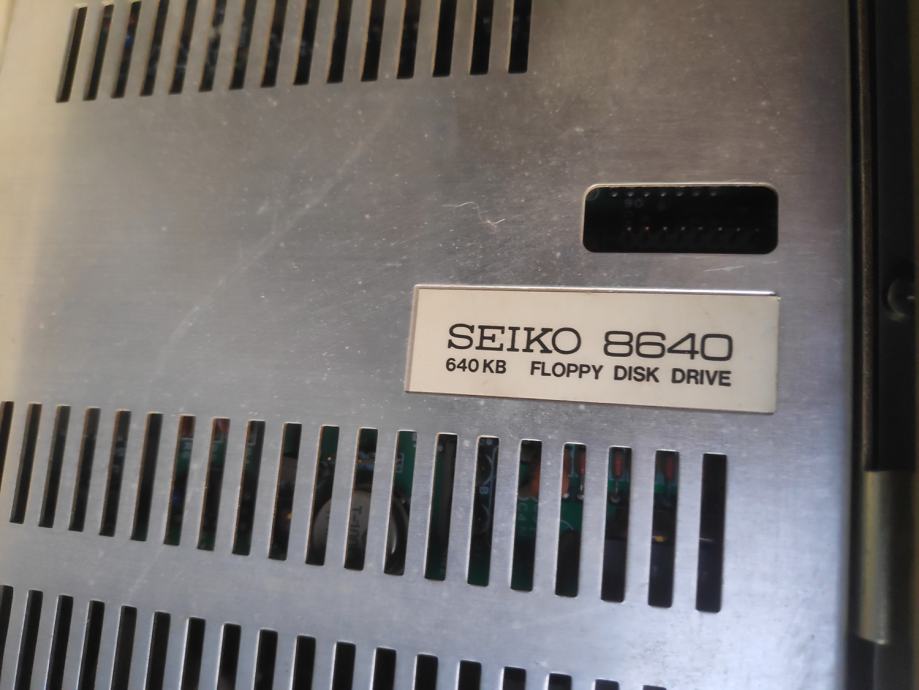 SEIKO 8640
640KB FLOPPY DISK DRIVE